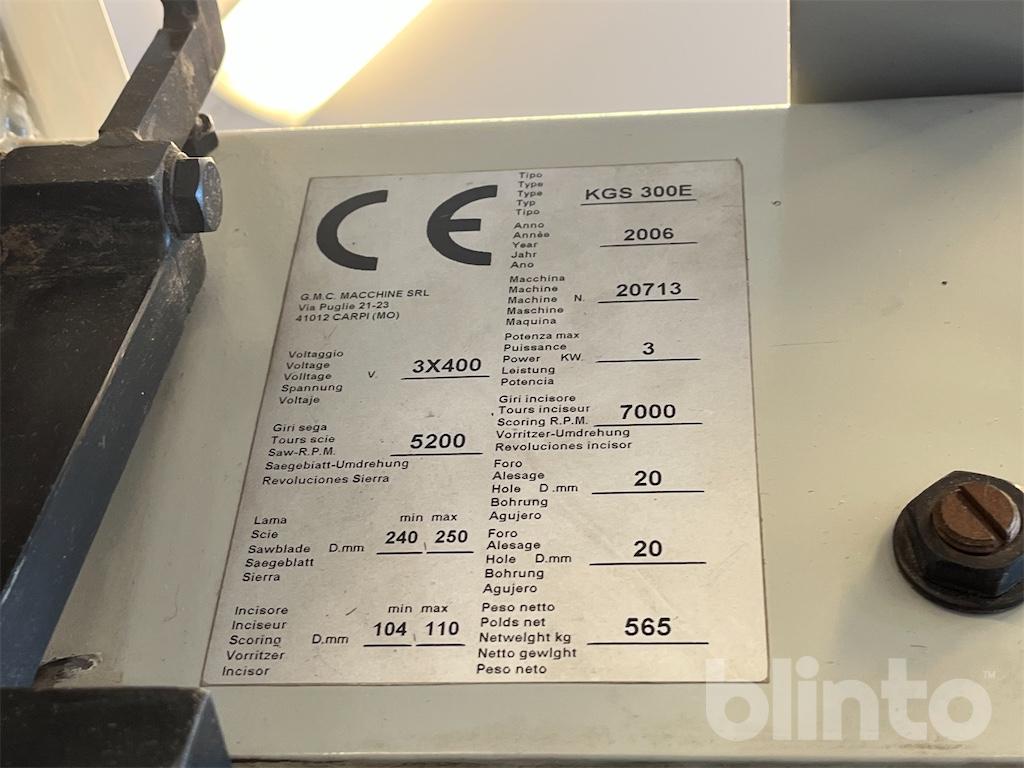 CE
G.M.C. MACCHINE SRL
Via Puglie 21-23
41012 CARPI (MO)
Tipo
Type
Type
Typ
Tipo
KGS 300E
Anno
Année
Year
Jahr
Ano
2006
Macchina
Machine
Machine N. 20713
Maschine
Maquina
Voltaggio
Voltage
Volltage V. 3X400
Spannung
Voltaje
Potenza max
Puissance
Power KW. 3
Leistung
Potencia
Giri sega
Tours scie
Saw-R.P.M. 5200
Saegeblatt-Umdrehung
Revoluciones Sierra
Giri incisore
Tours inciseur
Scoring R.P.M. 7000
Vorritzer-Umdrehung
Revoluciones incisor
Lama min max
Scie
Sawblade D.mm 240 250
Saegeblatt
Sierra
Foro
Alesage
Hole D.mm 20
Bohrung
Agujero
Incisore min max
Inciseur
Scoring D.mm 104 110
Vorritzer
Incisor
Foro
Alesage
Hole D.mm 20
Bohrung
Agujero
Peso netto
Polds net
Netwelght kg 565
Netto gewlght
Peso neto
blinto™